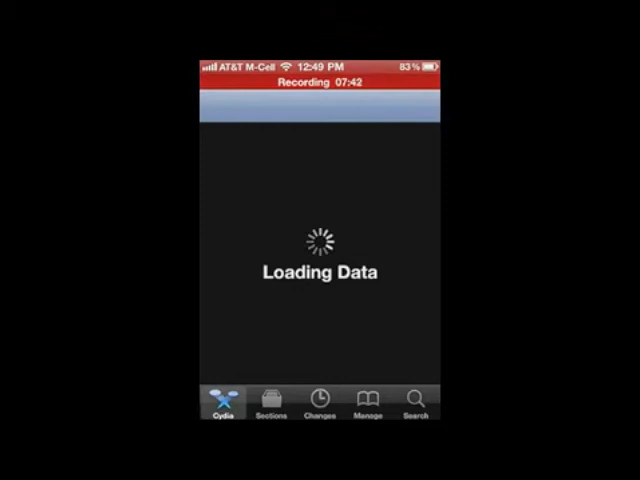 AT&T M-Cell 12:49 PM 83%
Recording 07:42
Loading Data
Cydia Sections Changes Manage Search